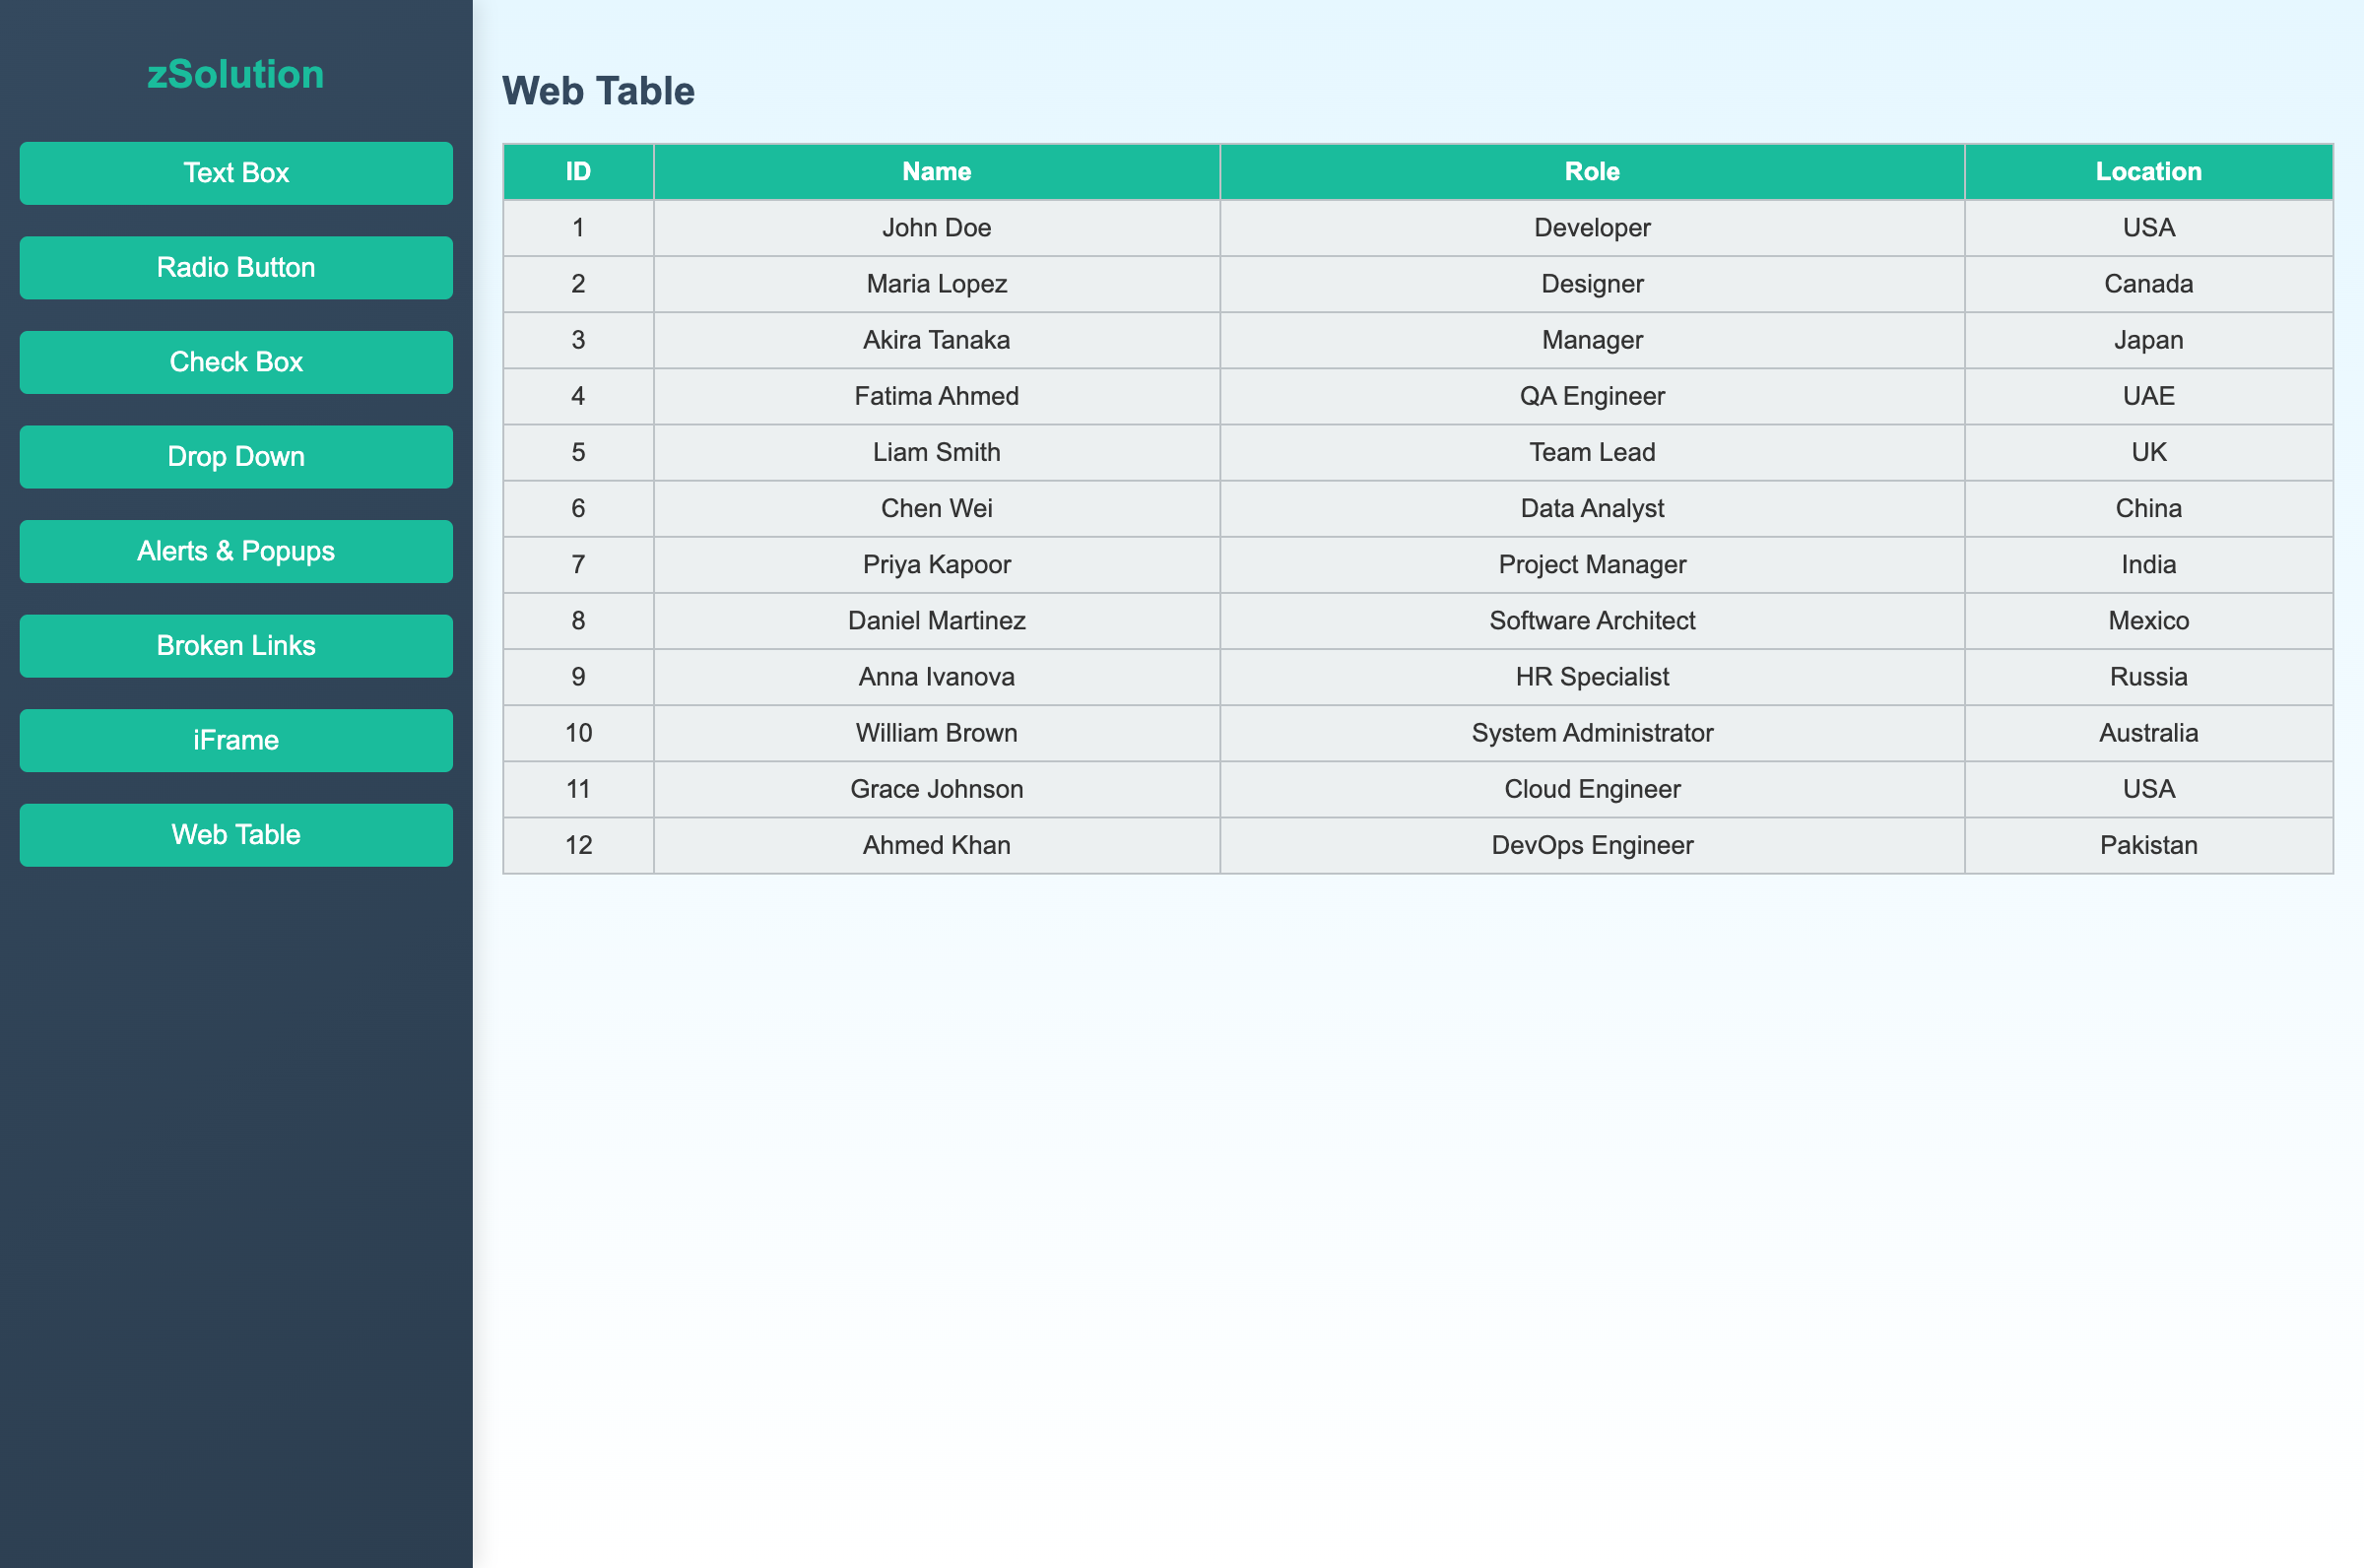 zSolution
Text Box
Radio Button
Check Box
Drop Down
Alerts & Popups
Broken Links
iFrame
Web Table
Web Table
ID Name Role Location
1 John Doe Developer USA
2 Maria Lopez Designer Canada
3 Akira Tanaka Manager Japan
4 Fatima Ahmed QA Engineer UAE
5 Liam Smith Team Lead UK
6 Chen Wei Data Analyst China
7 Priya Kapoor Project Manager India
8 Daniel Martinez Software Architect Mexico
9 Anna Ivanova HR Specialist Russia
10 William Brown System Administrator Australia
11 Grace Johnson Cloud Engineer USA
12 Ahmed Khan DevOps Engineer Pakistan